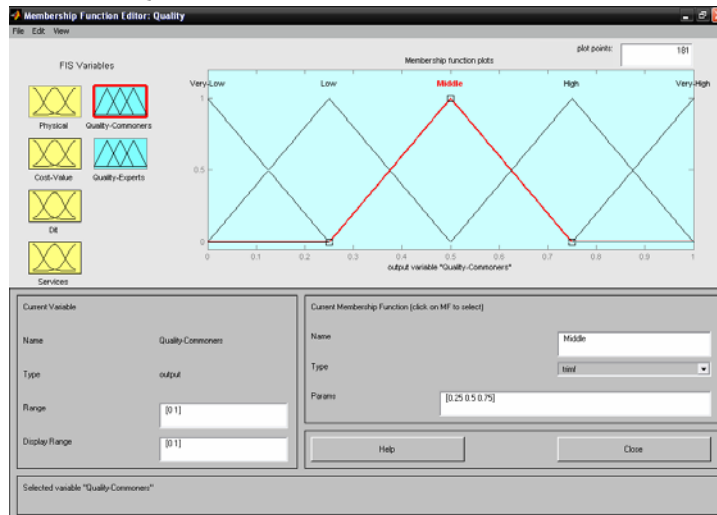 Membership Function Editor: Quality
File Edit View
FIS Variables
Physical
Quality-Commoners
Cost-Value
Quality-Experts
Dit
Services
plot points:
181
Membership function plots
Very-Low
Low
Middle
High
Very-High
1
0.5
0
0 0.1 0.2 0.3 0.4 0.5 0.6 0.7 0.8 0.9 1
output variable "Quality-Commoners"
Current Variable
Name
Quality-Commoners
Type
output
Range
[0 1]
Display Range
[0 1]
Current Membership Function (click on MF to select)
Name
Middle
Type
trimf
Params
[0.25 0.5 0.75]
Help
Close
Selected variable "Quality-Commoners"